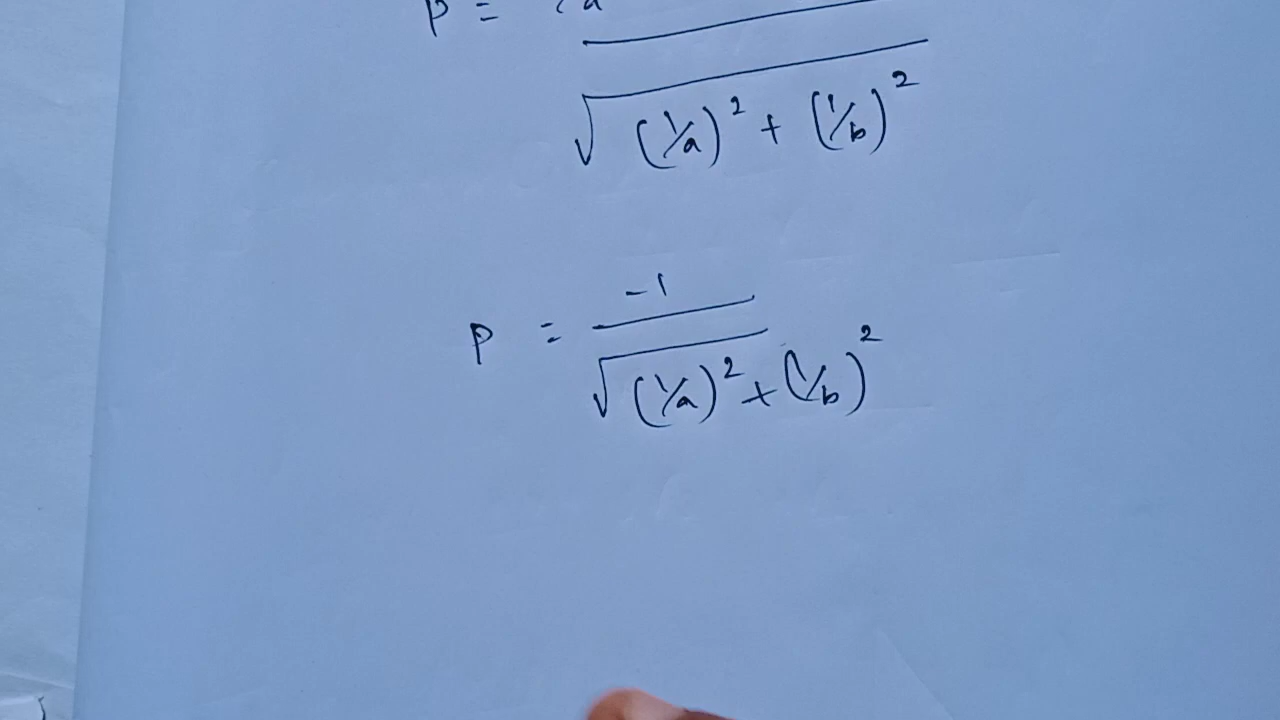 p =
√(1/a)² + (1/b)²
p = -1
√(1/a)² + (1/b)²